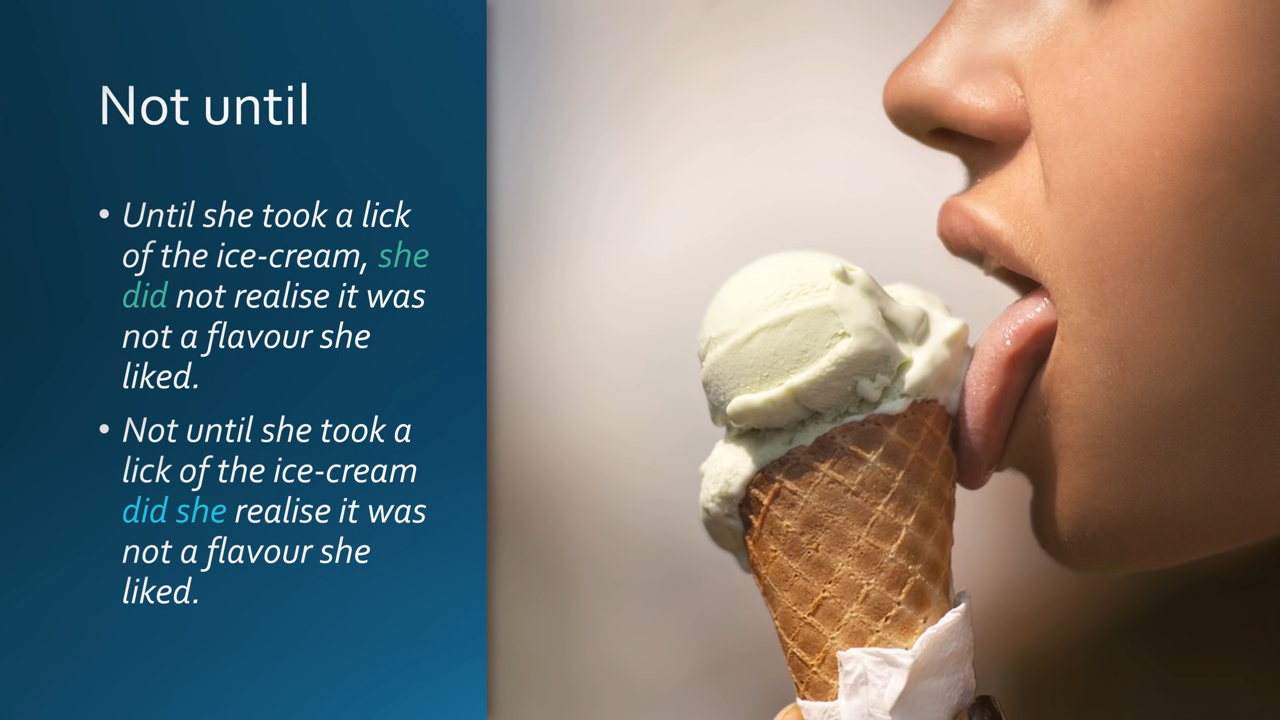 Not until
• Until she took a lick
of the ice-cream, she
did not realise it was
not a flavour she
liked.
• Not until she took a
lick of the ice-cream
did she realise it was
not a flavour she
liked.